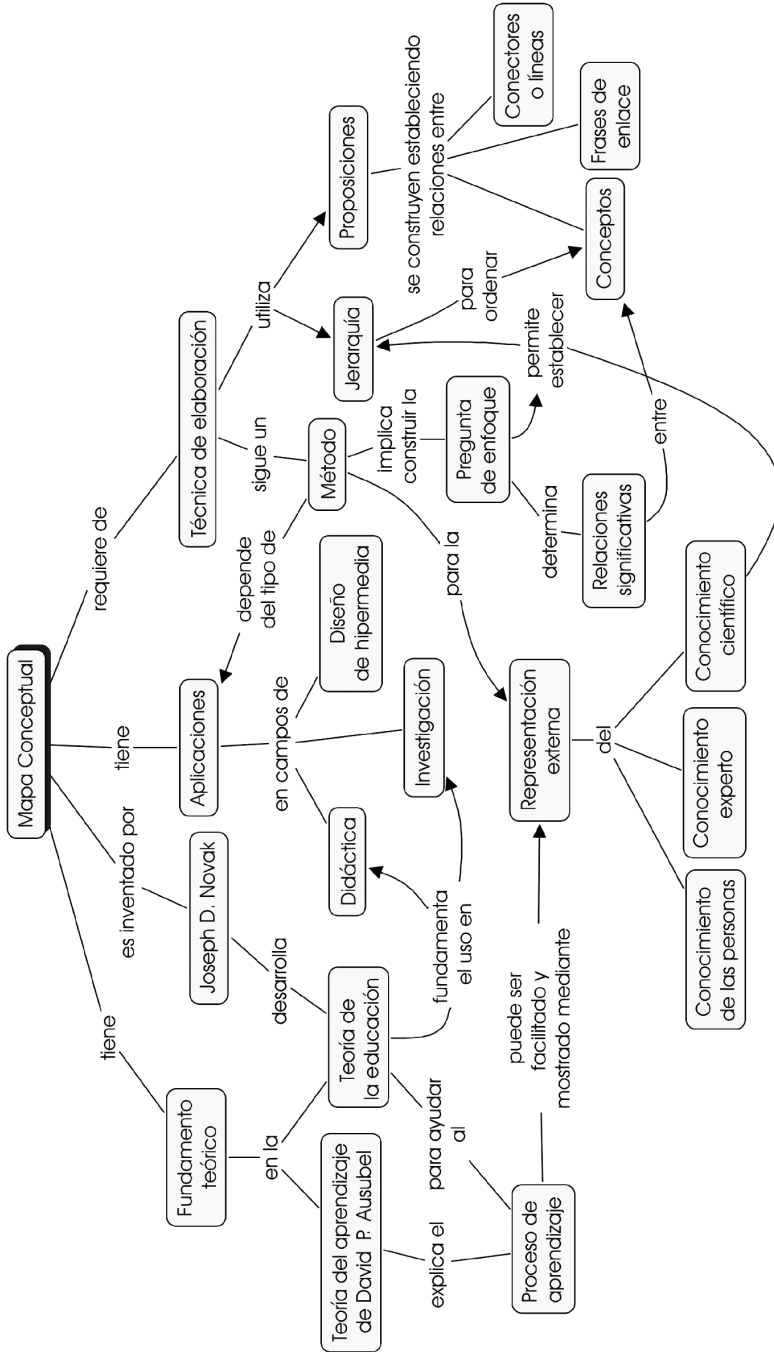 Mapa Conceptual
tiene
es inventado por
tiene
requiere de
Fundamento
teórico
Joseph D. Novak
Aplicaciones
Técnica de elaboración
en la
desarrolla
en campos de
depende
del tipo de
sigue un
utiliza
Teoría del aprendizaje
de David P. Ausubel
Teoría de
la educación
Didáctica
Investigación
Diseño
de hipermedia
Método
Jerarquía
Proposiciones
explica el
para ayudar
al
fundamenta
el uso en
para la
implica
construir la
para
ordenar
se construyen estableciendo
relaciones entre
Pregunta
de enfoque
permite
establecer
Conectores
o líneas
Proceso de
aprendizaje
puede ser
facilitado y
mostrado mediante
Representación
externa
determina
Relaciones
significativas
entre
Conceptos
Frases de
enlace
del
Conocimiento
de las personas
Conocimiento
experto
Conocimiento
científico